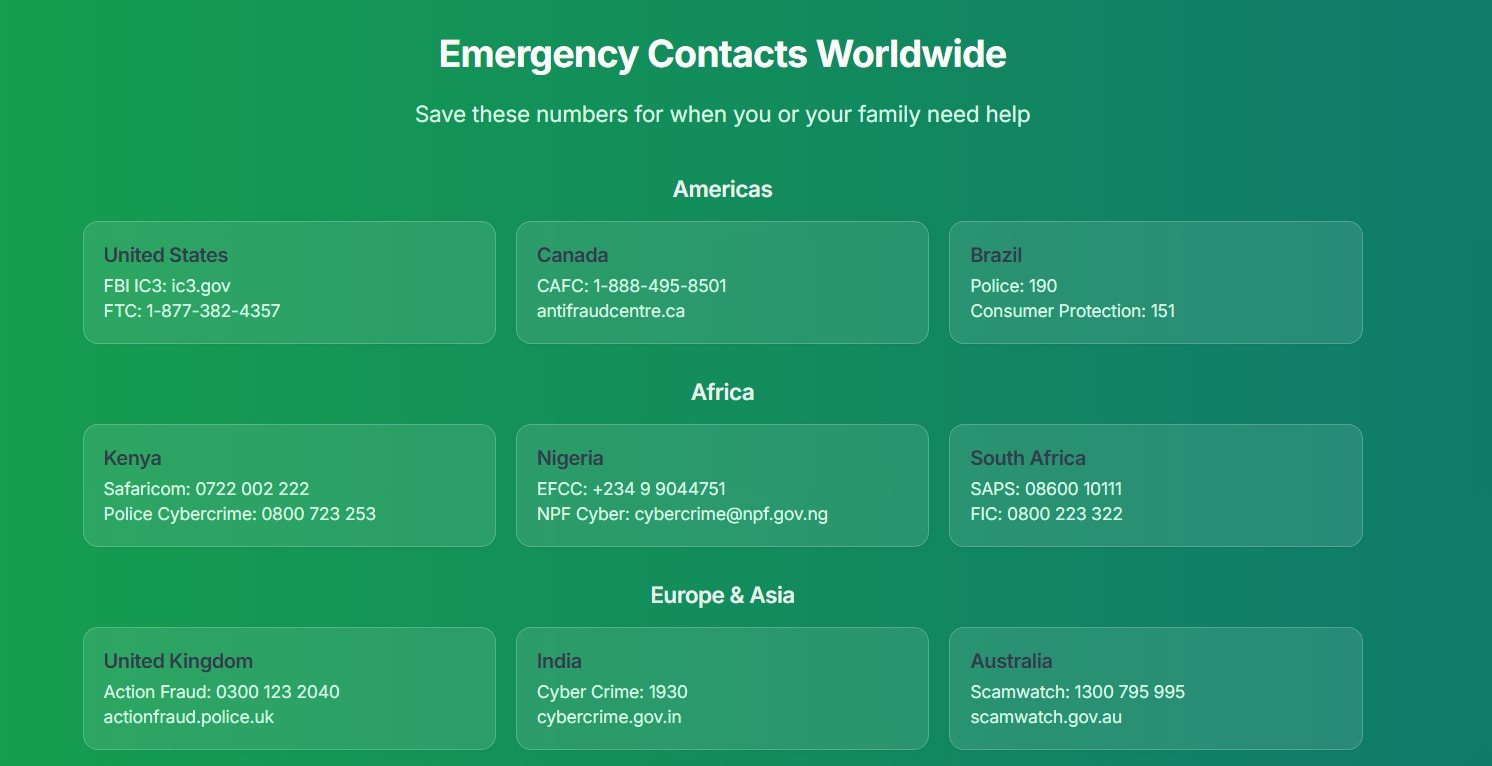 Emergency Contacts Worldwide
Save these numbers for when you or your family need help
Americas
United States
FBI IC3: ic3.gov
FTC: 1-877-382-4357
Canada
CAFC: 1-888-495-8501
antifraudcentre.ca
Brazil
Police: 190
Consumer Protection: 151
Africa
Kenya
Safaricom: 0722 002 222
Police Cybercrime: 0800 723 253
Nigeria
EFCC: +234 9 9044751
NPF Cyber: cybercrime@npf.gov.ng
South Africa
SAPS: 08600 10111
FIC: 0800 223 322
Europe & Asia
United Kingdom
Action Fraud: 0300 123 2040
actionfraud.police.uk
India
Cyber Crime: 1930
cybercrime.gov.in
Australia
Scamwatch: 1300 795 995
scamwatch.gov.au